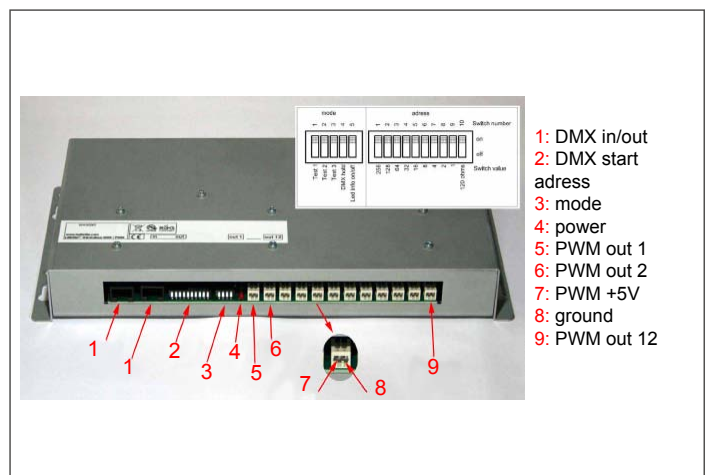 mode
adress
1 2 3 4 5
1 2 3 4 5 6 7 8 9 10
Switch number
on
off
Test 1
Test 2
Test 3
DMX hold
Led info on/off
256 128 64 32 16 8 4 2 1 120 ohms
Switch value
1: DMX in/out
2: DMX start
adress
3: mode
4: power
5: PWM out 1
6: PWM out 2
7: PWM +5V
8: ground
9: PWM out 12
in out
out 1 out 12
1 1 2 3 4 5 6 9
7 8